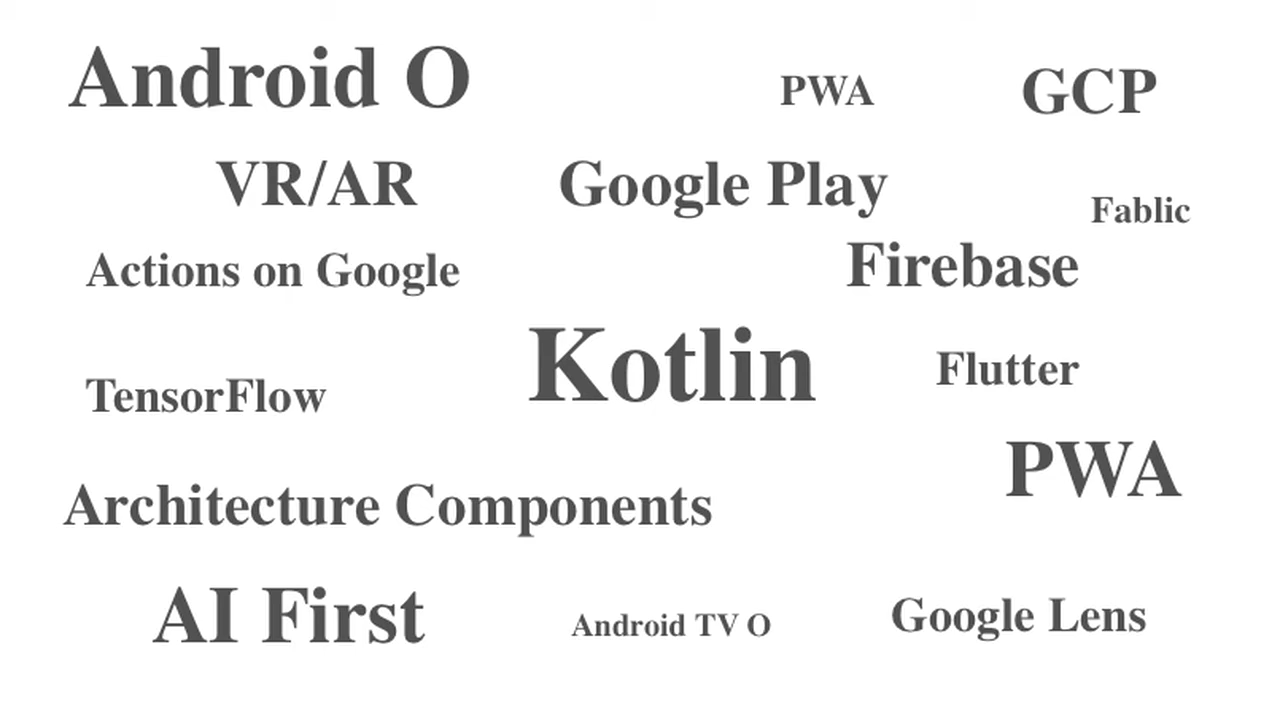 Android O
PWA
GCP
VR/AR
Google Play
Fablic
Actions on Google
Firebase
Kotlin
Flutter
TensorFlow
PWA
Architecture Components
AI First
Android TV O
Google Lens